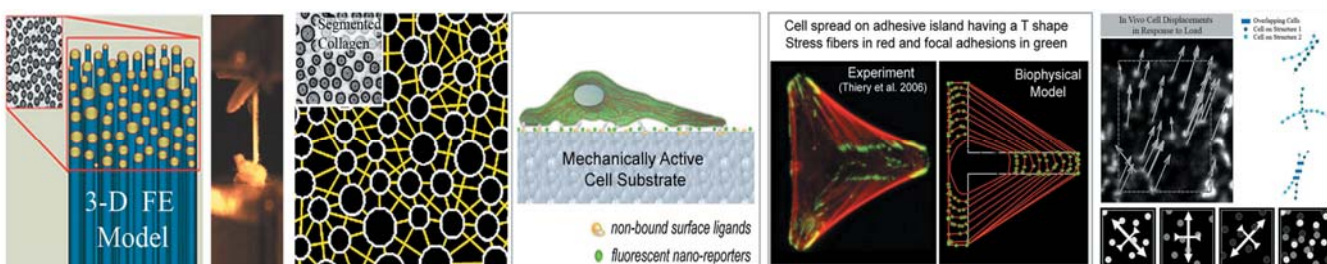 3-D FE
Model
Segmented
Collagen
Mechanically Active
Cell Substrate
non-bound surface ligands
fluorescent nano-reporters
Cell spread on adhesive island having a T shape
Stress fibers in red and focal adhesions in green
Experiment
(Thiery et al. 2006)
Biophysical
Model
In Vivo Cell Displacements
in Response to Load
Overlapping Cells
Cell on Structure 1
Cell on Structure 2